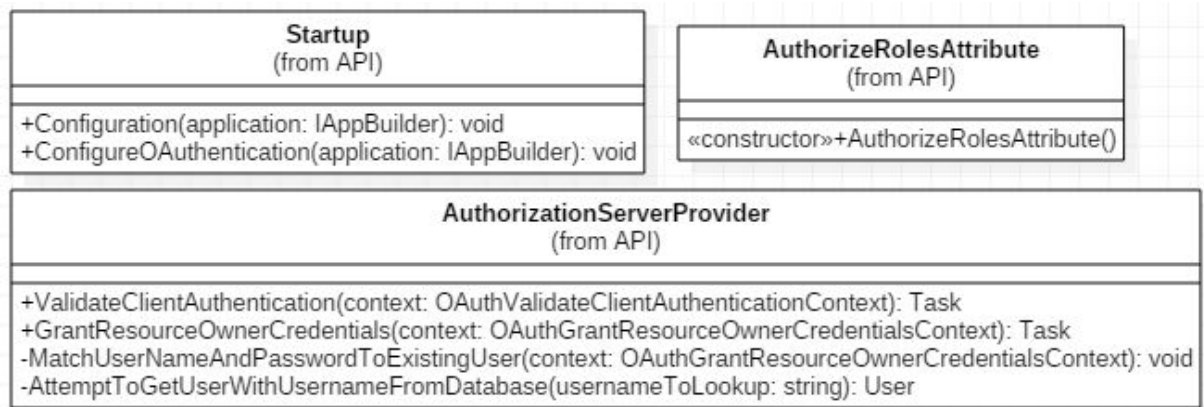 Startup
(from API)
+Configuration(application: IAppBuilder): void
+ConfigureOAuthentication(application: IAppBuilder): void
AuthorizeRolesAttribute
(from API)
«constructor»+AuthorizeRolesAttribute()
AuthorizationServerProvider
(from API)
+ValidateClientAuthentication(context: OAuthValidateClientAuthenticationContext): Task
+GrantResourceOwnerCredentials(context: OAuthGrantResourceOwnerCredentialsContext): Task
-MatchUserNameAndPasswordToExistingUser(context: OAuthGrantResourceOwnerCredentialsContext): void
-AttemptToGetUserWithUsernameFromDatabase(usernameToLookup: string): User